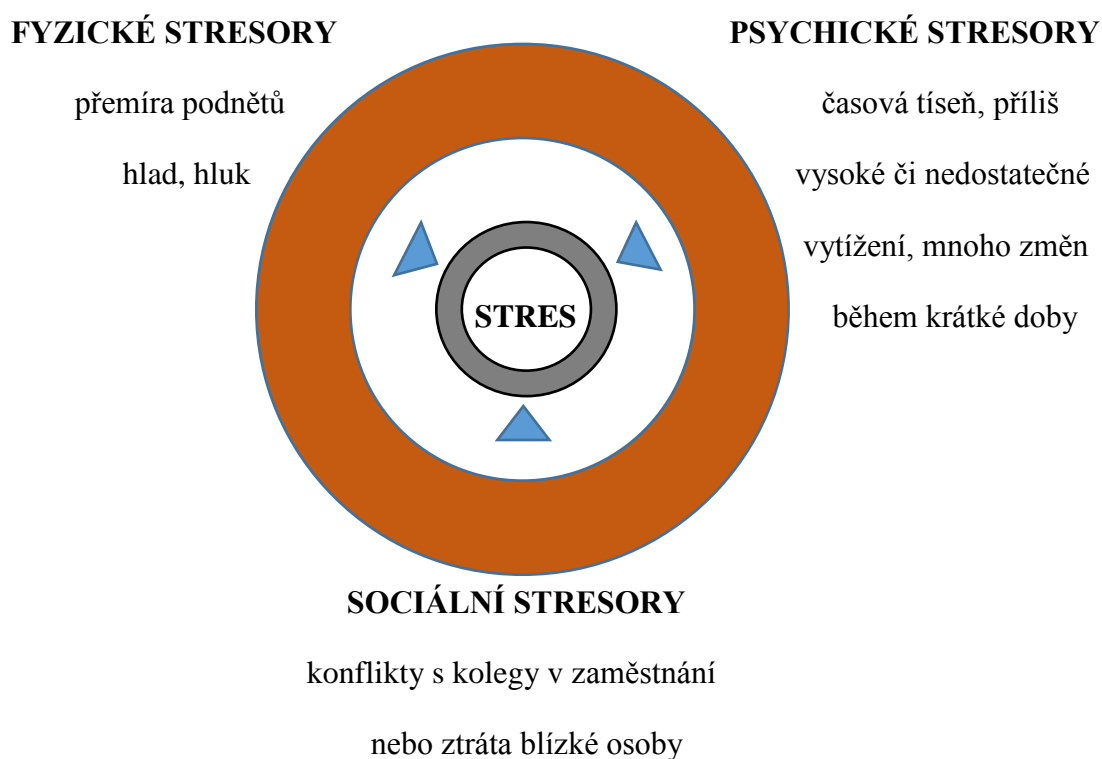 FYZICKÉ STRESORY
přemíra podnětů
hlad, hluk
PSYCHICKÉ STRESORY
časová tíseň, příliš
vysoké či nedostatečné
vytížení, mnoho změn
během krátké doby
STRES
SOCIÁLNÍ STRESORY
konflikty s kolegy v zaměstnání
nebo ztráta blízké osoby